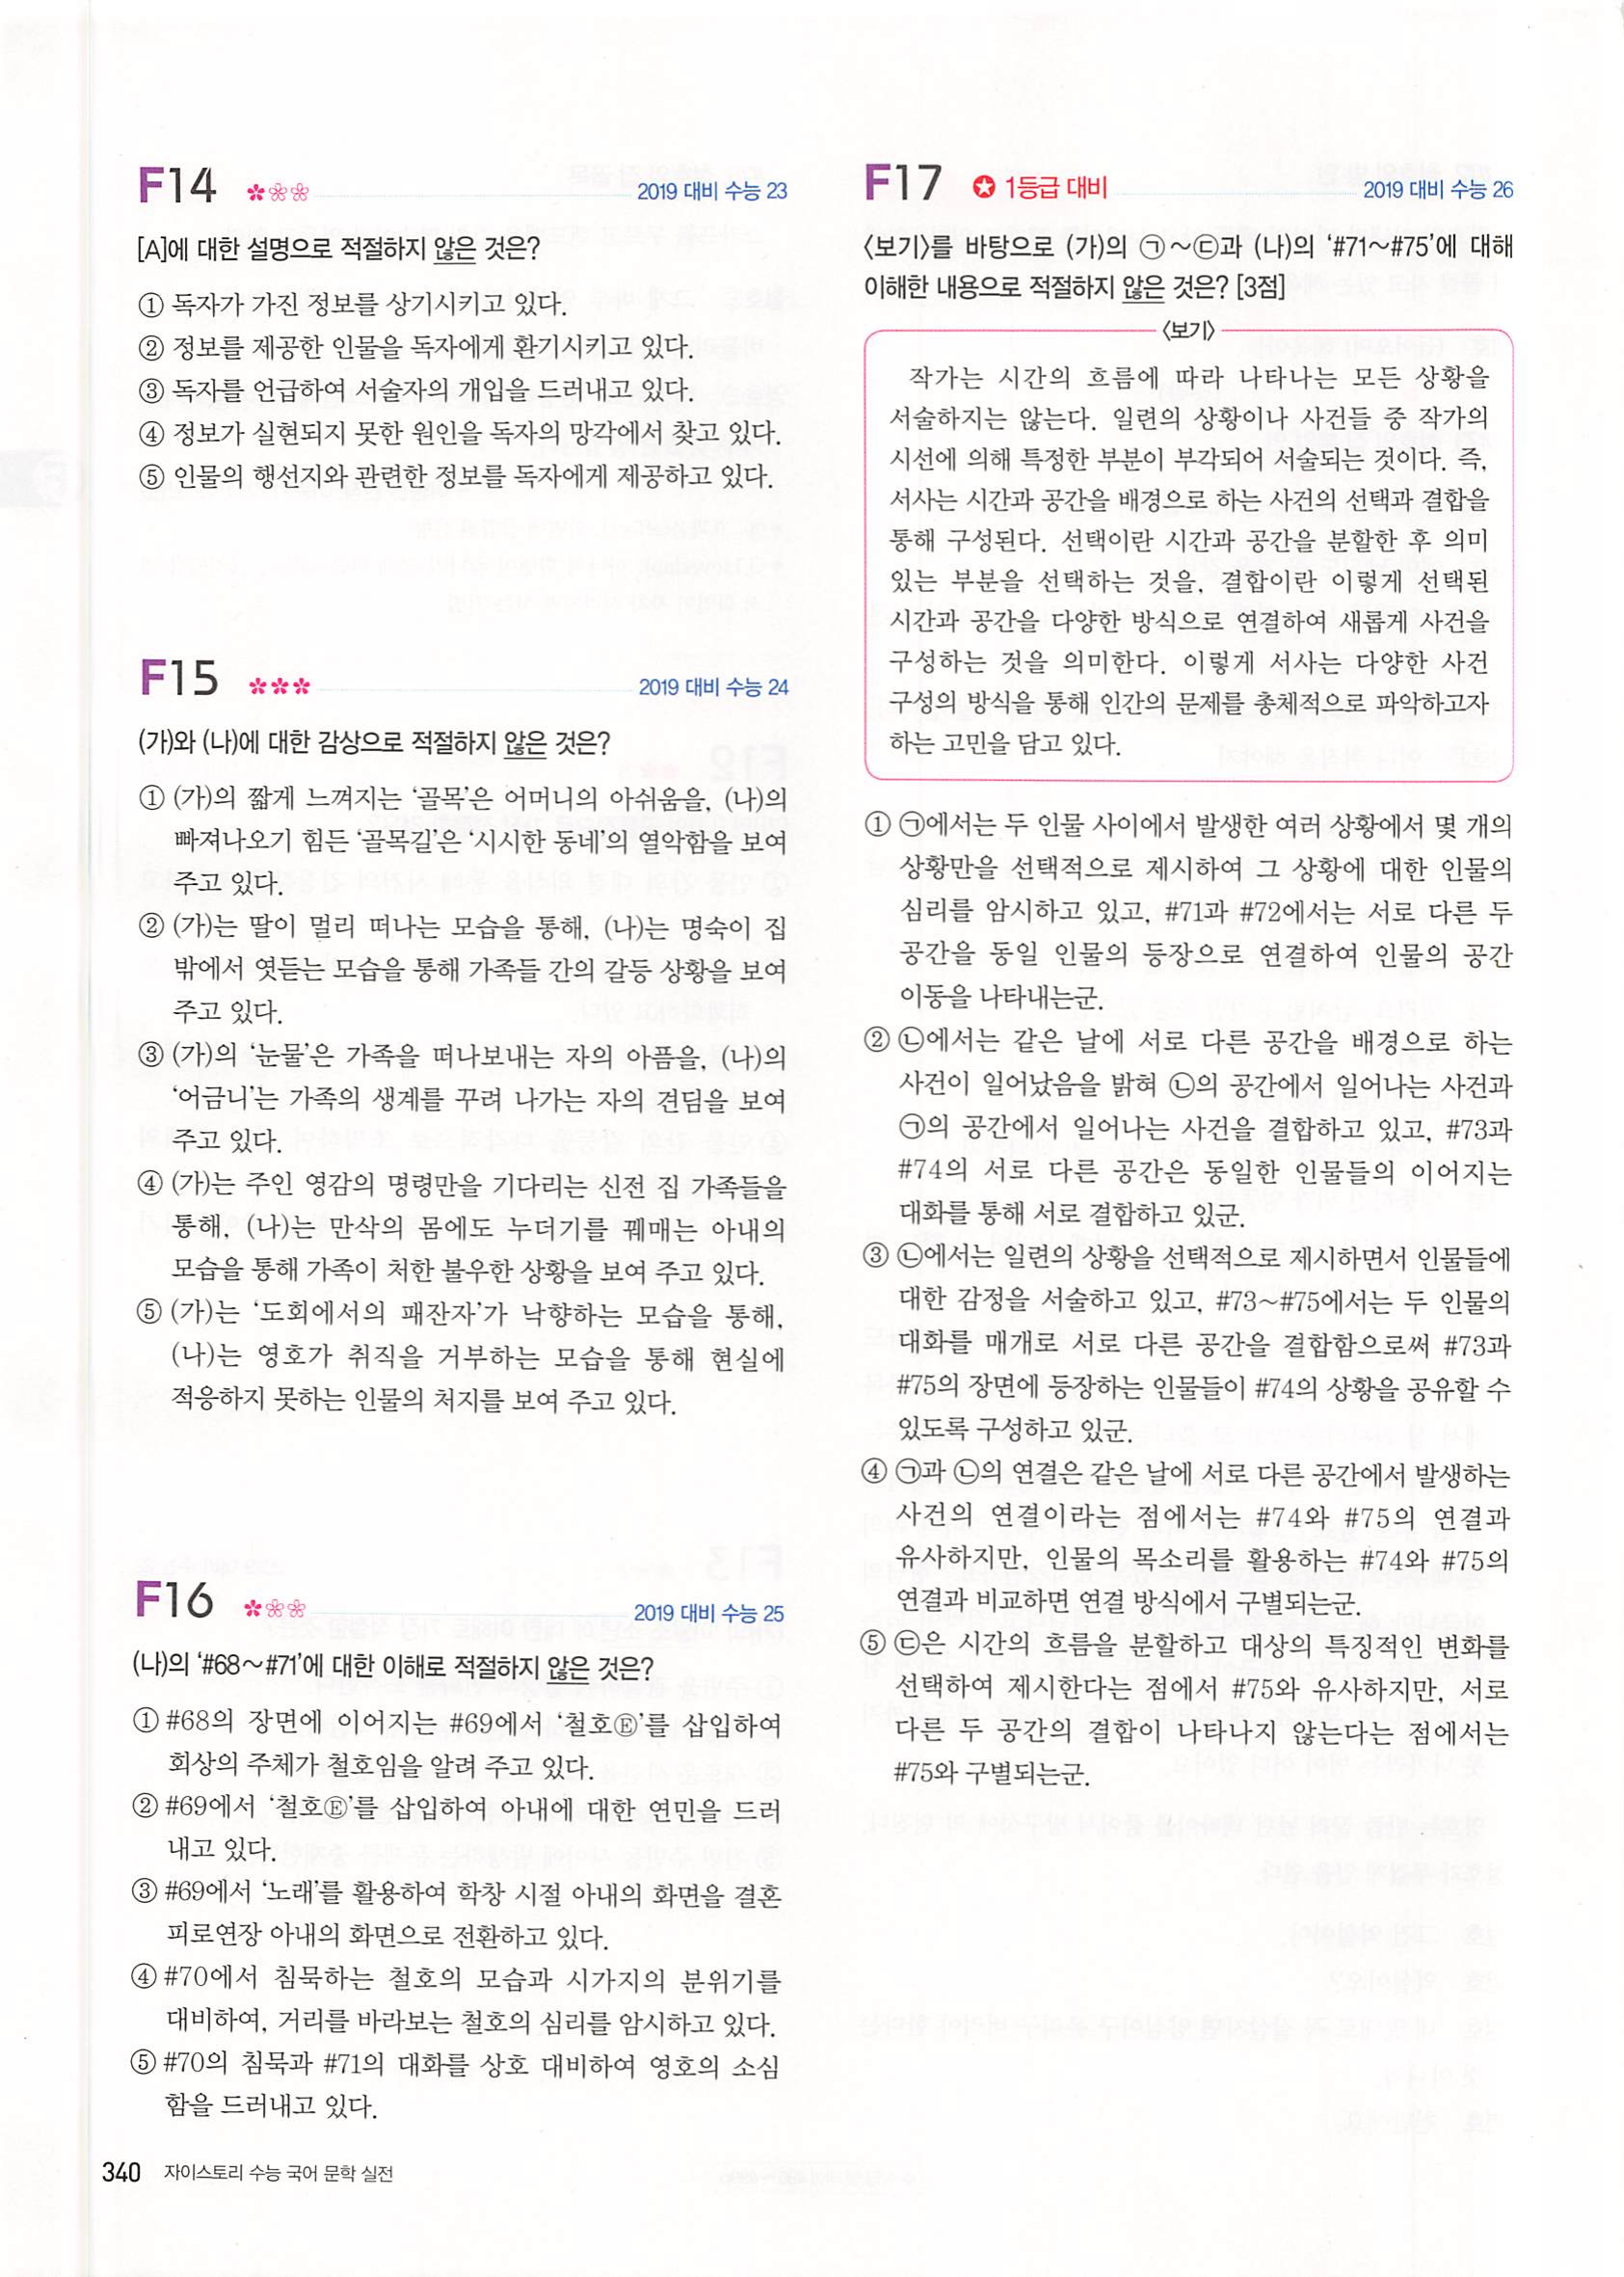 F14 ✽❀❀ 2019 대비 수능 23
[A]에 대한 설명으로 적절하지 않은 것은?
① 독자가 가진 정보를 상기시키고 있다.
② 정보를 제공한 인물을 독자에게 환기시키고 있다.
③ 독자를 언급하여 서술자의 개입을 드러내고 있다.
④ 정보가 실현되지 못한 원인을 독자의 망각에서 찾고 있다.
⑤ 인물의 행선지와 관련한 정보를 독자에게 제공하고 있다.
F15 ✽✽✽ 2019 대비 수능 24
(가)와 (나)에 대한 감상으로 적절하지 않은 것은?
① (가)의 짧게 느껴지는 ‘골목’은 어머니의 아쉬움을, (나)의
빠져나오기 힘든 ‘골목길’은 ‘시시한 동네’의 열악함을 보여
주고 있다.
② (가)는 딸이 멀리 떠나는 모습을 통해, (나)는 명숙이 집
밖에서 엿듣는 모습을 통해 가족들 간의 갈등 상황을 보여
주고 있다.
③ (가)의 ‘눈물’은 가족을 떠나보내는 자의 아픔을, (나)의
‘어금니’는 가족의 생계를 꾸려 나가는 자의 견딤을 보여
주고 있다.
④ (가)는 주인 영감의 명령만을 기다리는 신전 집 가족들을
통해, (나)는 만삭의 몸에도 누더기를 꿰매는 아내의
모습을 통해 가족이 처한 불우한 상황을 보여 주고 있다.
⑤ (가)는 ‘도회에서의 패잔자’가 낙향하는 모습을 통해,
(나)는 영호가 취직을 거부하는 모습을 통해 현실에
적응하지 못하는 인물의 처지를 보여 주고 있다.
F16 ✽❀❀ 2019 대비 수능 25
(나)의 ‘#68～#71’에 대한 이해로 적절하지 않은 것은?
① #68의 장면에 이어지는 #69에서 ‘철호Ⓔ’를 삽입하여
회상의 주체가 철호임을 알려 주고 있다.
② #69에서 ‘철호Ⓔ’를 삽입하여 아내에 대한 연민을 드러
내고 있다.
③ #69에서 ‘노래’를 활용하여 학창 시절 아내의 화면을 결혼
피로연장 아내의 화면으로 전환하고 있다.
④ #70에서 침묵하는 철호의 모습과 시가지의 분위기를
대비하여, 거리를 바라보는 철호의 심리를 암시하고 있다.
⑤ #70의 침묵과 #71의 대화를 상호 대비하여 영호의 소심
함을 드러내고 있다.
340 자이스토리 수능 국어 문학 실전
F17 ✪ 1등급 대비 2019 대비 수능 26
〈보기〉를 바탕으로 (가)의 ㉠～㉢과 (나)의 ‘#71～#75’에 대해
이해한 내용으로 적절하지 않은 것은? [3점]
〈보기〉
작가는 시간의 흐름에 따라 나타나는 모든 상황을
서술하지는 않는다. 일련의 상황이나 사건들 중 작가의
시선에 의해 특정한 부분이 부각되어 서술되는 것이다. 즉,
서사는 시간과 공간을 배경으로 하는 사건의 선택과 결합을
통해 구성된다. 선택이란 시간과 공간을 분할한 후 의미
있는 부분을 선택하는 것을, 결합이란 이렇게 선택된
시간과 공간을 다양한 방식으로 연결하여 새롭게 사건을
구성하는 것을 의미한다. 이렇게 서사는 다양한 사건
구성의 방식을 통해 인간의 문제를 총체적으로 파악하고자
하는 고민을 담고 있다.
① ㉠에서는 두 인물 사이에서 발생한 여러 상황에서 몇 개의
상황만을 선택적으로 제시하여 그 상황에 대한 인물의
심리를 암시하고 있고, #71과 #72에서는 서로 다른 두
공간을 동일 인물의 등장으로 연결하여 인물의 공간
이동을 나타내는군.
② ㉡에서는 같은 날에 서로 다른 공간을 배경으로 하는
사건이 일어났음을 밝혀 ㉡의 공간에서 일어나는 사건과
㉠의 공간에서 일어나는 사건을 결합하고 있고, #73과
#74의 서로 다른 공간은 동일한 인물들의 이어지는
대화를 통해 서로 결합하고 있군.
③ ㉡에서는 일련의 상황을 선택적으로 제시하면서 인물들에
대한 감정을 서술하고 있고, #73～#75에서는 두 인물의
대화를 매개로 서로 다른 공간을 결합함으로써 #73과
#75의 장면에 등장하는 인물들이 #74의 상황을 공유할 수
있도록 구성하고 있군.
④ ㉠과 ㉡의 연결은 같은 날에 서로 다른 공간에서 발생하는
사건의 연결이라는 점에서는 #74와 #75의 연결과
유사하지만, 인물의 목소리를 활용하는 #74와 #75의
연결과 비교하면 연결 방식에서 구별되는군.
⑤ ㉢은 시간의 흐름을 분할하고 대상의 특징적인 변화를
선택하여 제시한다는 점에서 #75와 유사하지만, 서로
다른 두 공간의 결합이 나타나지 않는다는 점에서는
#75와 구별되는군.